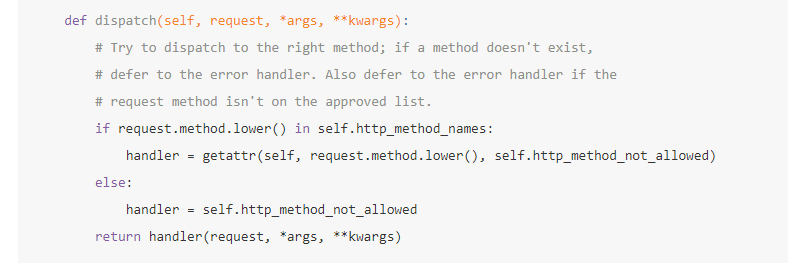 def dispatch(self, request, *args, **kwargs):
# Try to dispatch to the right method; if a method doesn't exist,
# defer to the error handler. Also defer to the error handler if the
# request method isn't on the approved list.
if request.method.lower() in self.http_method_names:
handler = getattr(self, request.method.lower(), self.http_method_not_allowed)
else:
handler = self.http_method_not_allowed
return handler(request, *args, **kwargs)